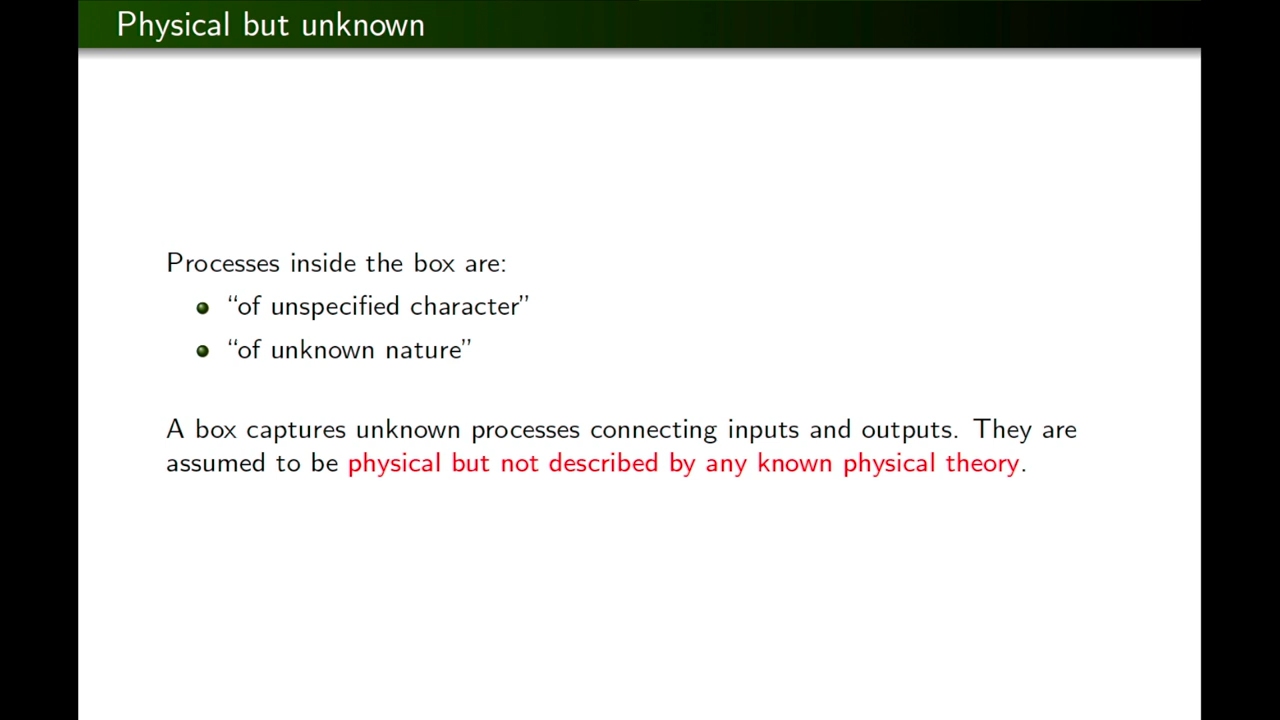 Physical but unknown
Processes inside the box are:
“of unspecified character”
“of unknown nature”
A box captures unknown processes connecting inputs and outputs. They are
assumed to be physical but not described by any known physical theory.